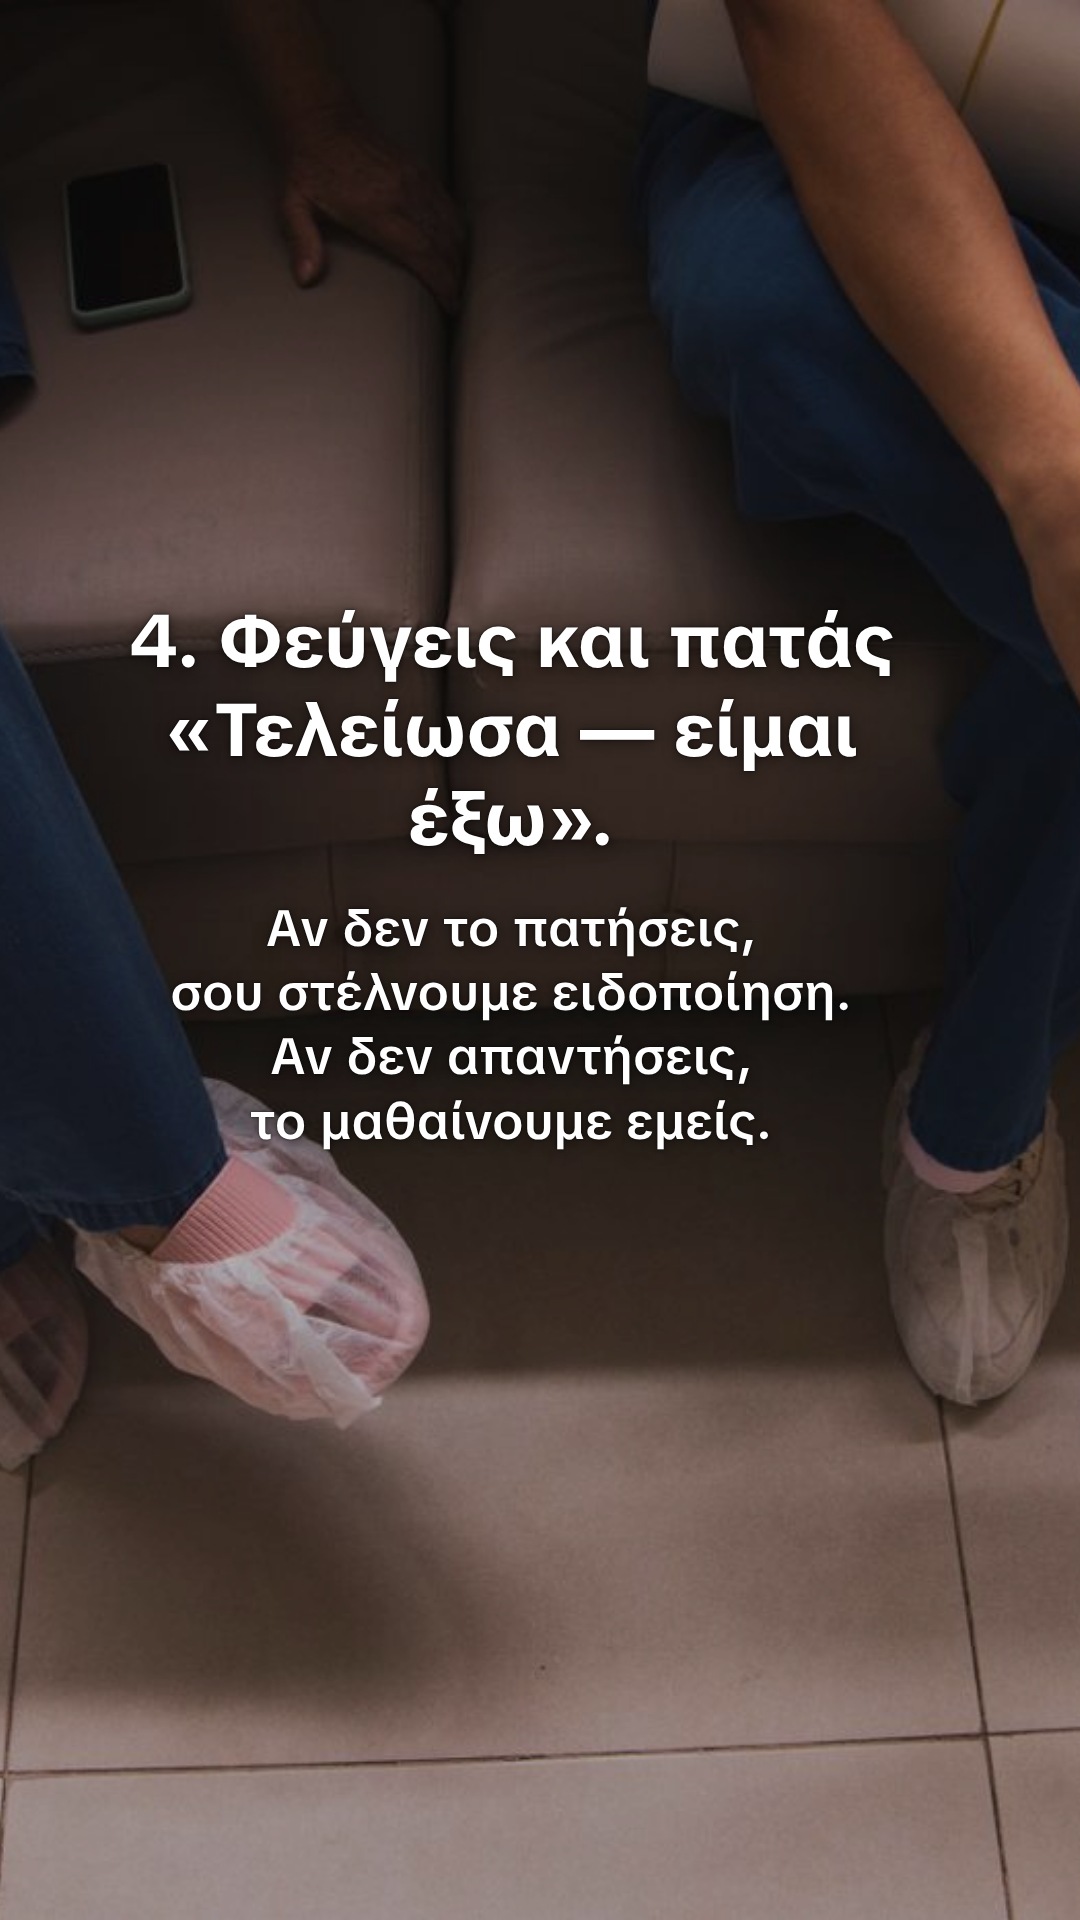 4. Φεύγεις και πατάς
«Τελείωσα — είμαι
έξω».
Αν δεν το πατήσεις,
σου στέλνουμε ειδοποίηση.
Αν δεν απαντήσεις,
το μαθαίνουμε εμείς.